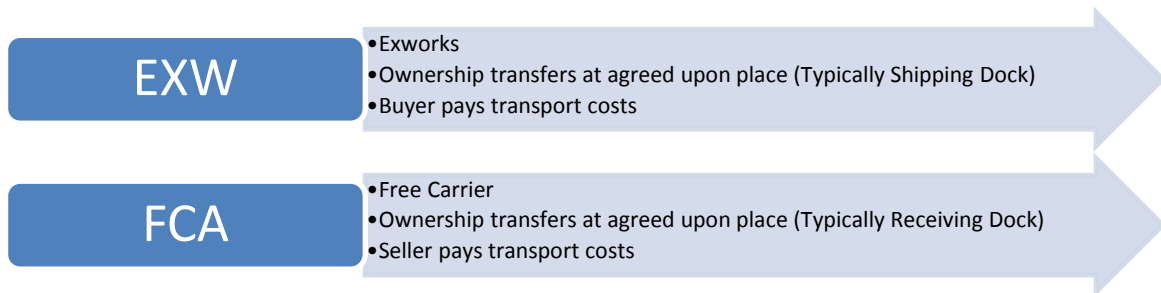 EXW
•Exworks
•Ownership transfers at agreed upon place (Typically Shipping Dock)
•Buyer pays transport costs
FCA
•Free Carrier
•Ownership transfers at agreed upon place (Typically Receiving Dock)
•Seller pays transport costs